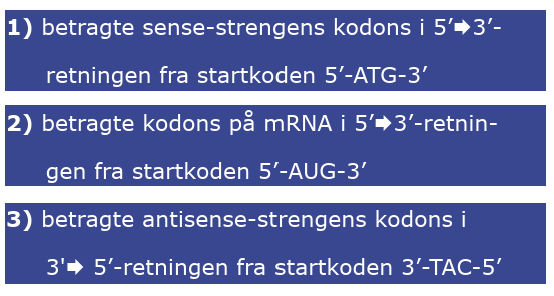 1) betragte sense-strengens kodons i 5′➡3′-
retningen fra startkoden 5′-ATG-3′
2) betragte kodons på mRNA i 5′➡3′-retnin-
gen fra startkoden 5′-AUG-3′
3) betragte antisense-strengens kodons i
3'➡ 5′-retningen fra startkoden 3′-TAC-5′